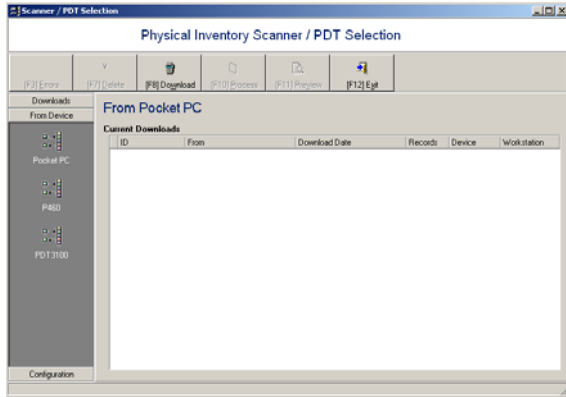 Scanner / PDT Selection
Physical Inventory Scanner / PDT Selection
[F3] Errors [F7] Delete [F8] Download [F10] Process [F11] Preview [F12] Exit
Downloads
From Device
From Pocket PC
Current Downloads
ID From Download Date Records Device Workstation
Pocket PC
P460
PDT3100
Configuration